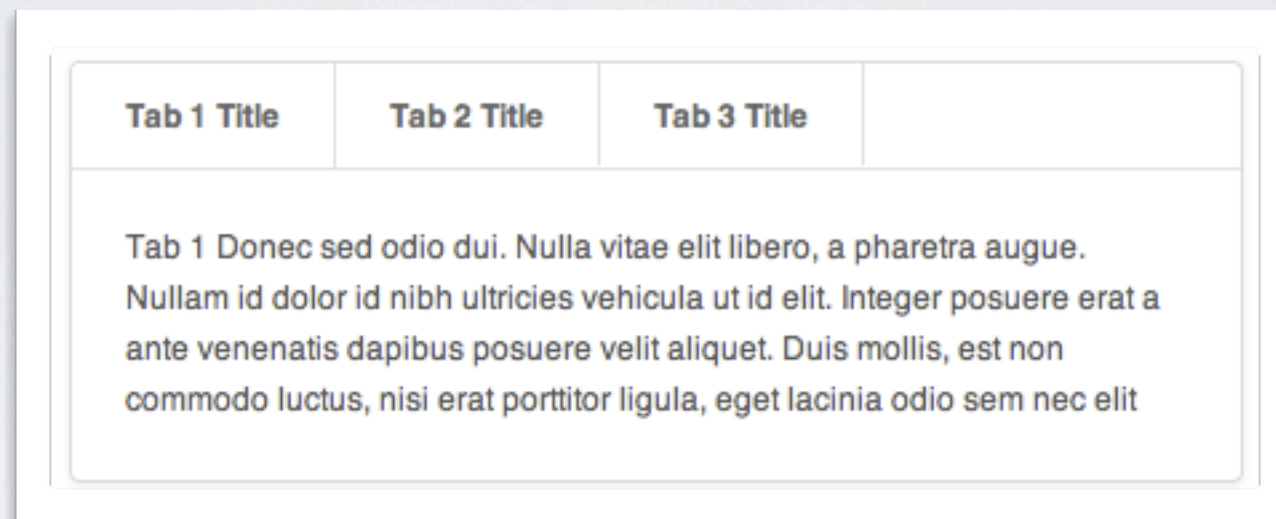 Tab 1 Title Tab 2 Title Tab 3 Title
Tab 1 Donec sed odio dui. Nulla vitae elit libero, a pharetra augue.
Nullam id dolor id nibh ultricies vehicula ut id elit. Integer posuere erat a
ante venenatis dapibus posuere velit aliquet. Duis mollis, est non
commodo luctus, nisi erat porttitor ligula, eget lacinia odio sem nec elit